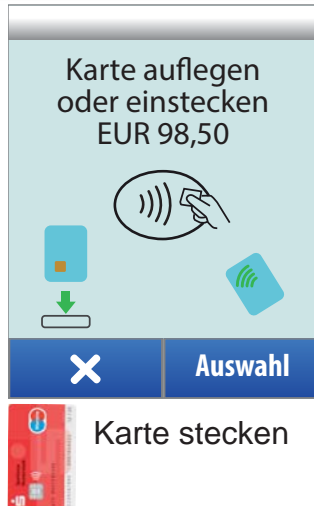 Karte auflegen
oder einstecken
EUR 98,50
Auswahl
Karte stecken